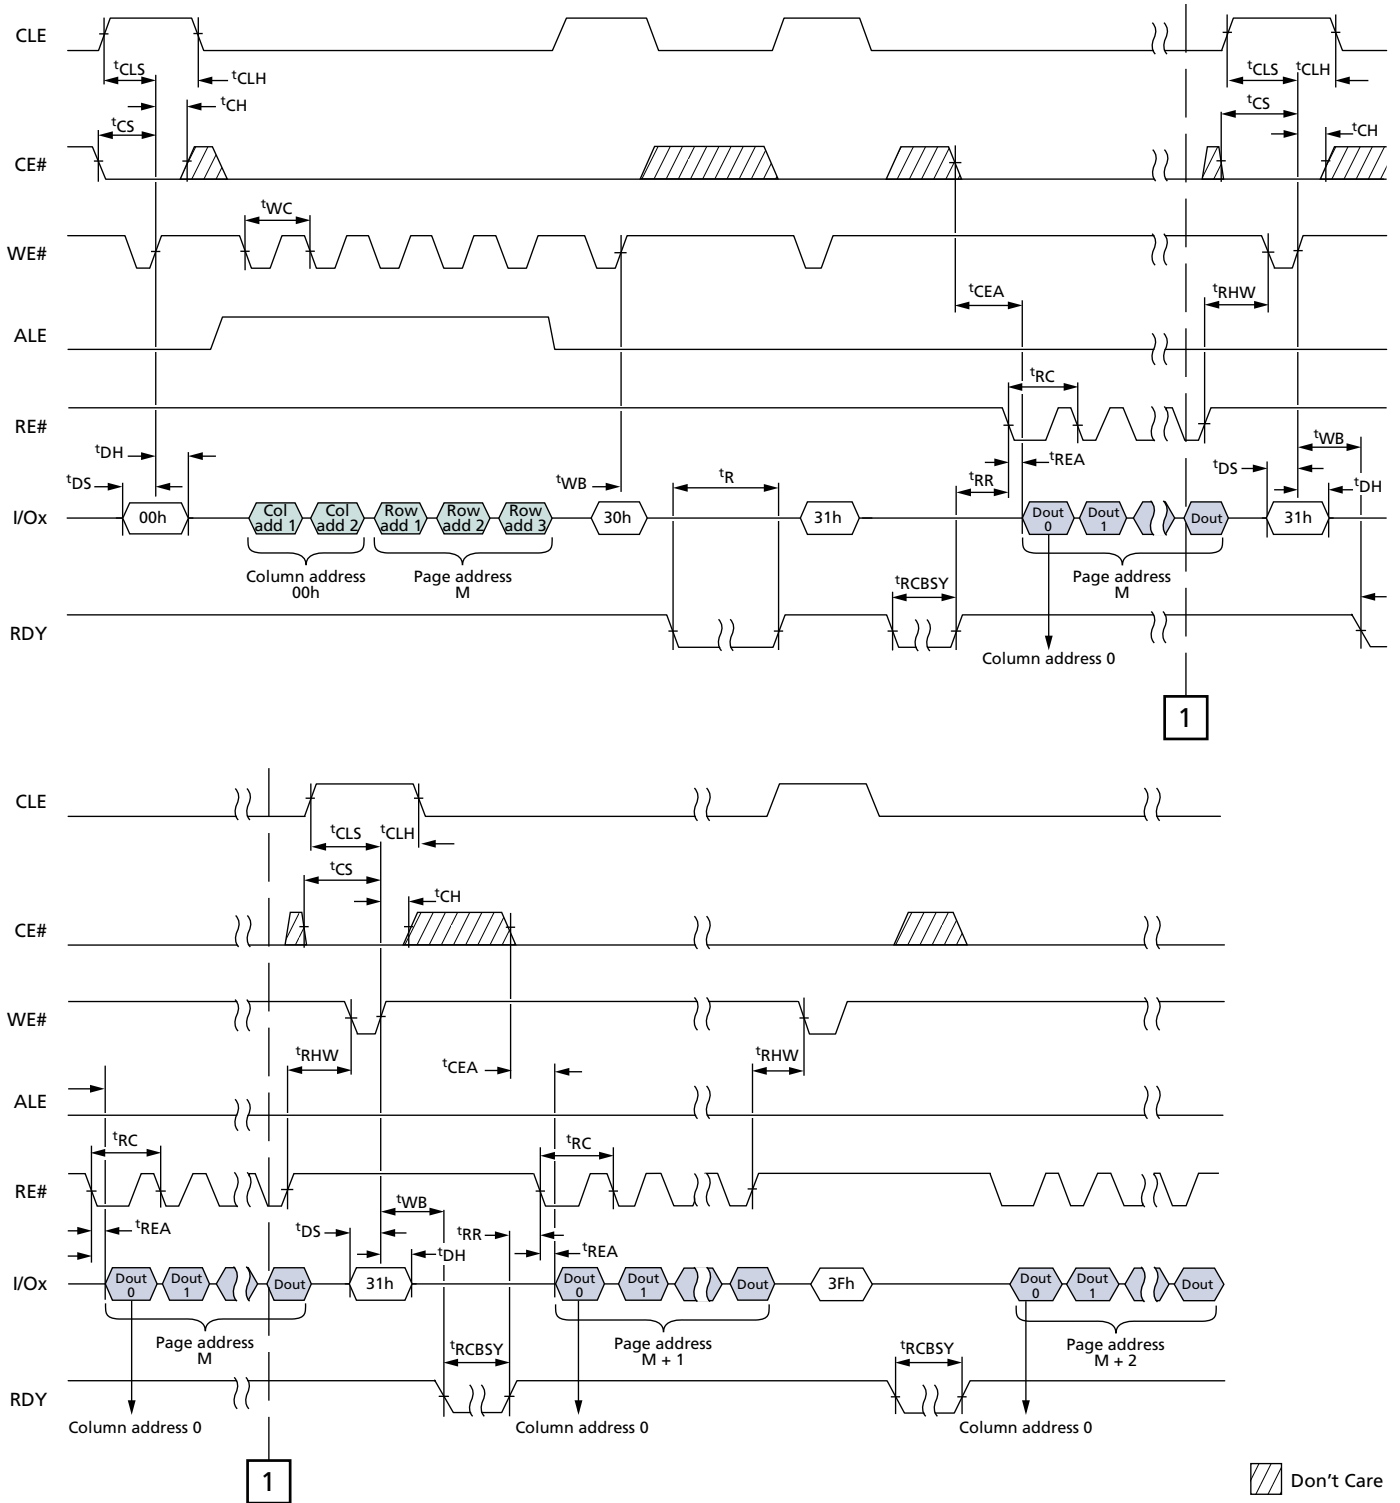 CLE
tCLS
tCLH
tCLS
tCLH
tCH
tCS
tCS
tCH
CE#
tWC
WE#
tCEA
tRHW
ALE
tRC
RE#
tDH
tREA
tWB
tDS
tWB
tR
tRR
tDS
tDH
I/Ox
00h
Col add 1
Col add 2
Row add 1
Row add 2
Row add 3
30h
31h
Dout 0
Dout 1
Dout
31h
Column address
00h
Page address
M
Page address
M
tRCBSY
RDY
Column address 0
1
CLE
tCLS
tCLH
tCS
tCH
CE#
WE#
tRHW
tCEA
tRHW
ALE
tRC
tRC
RE#
tREA
tDS
tWB
tRR
tDH
tREA
I/Ox
Dout 0
Dout 1
Dout
31h
Dout 0
Dout 1
Dout
3Fh
Dout 0
Dout 1
Dout
Page address
M
Page address
M + 1
Page address
M + 2
tRCBSY
tRCBSY
RDY
Column address 0
Column address 0
Column address 0
1
Don't Care